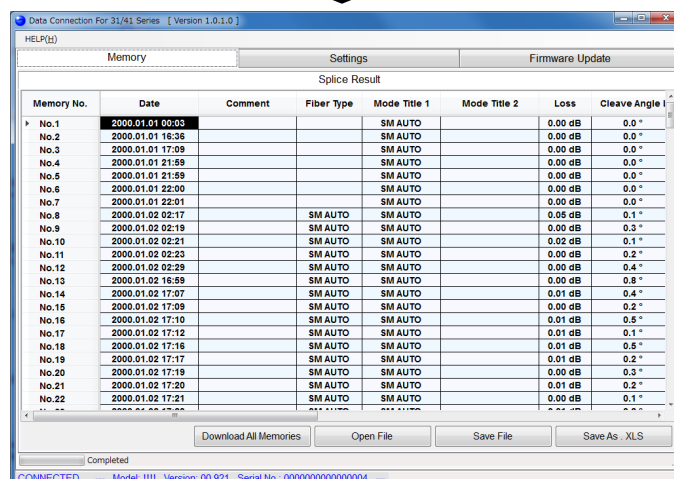 Data Connection For 31/41 Series [ Version 1.0.1.0 ]
HELP(H)
Memory Settings Firmware Update
Splice Result
Memory No. Date Comment Fiber Type Mode Title 1 Mode Title 2 Loss Cleave Angle
No.1 2000.01.01 00:03 SM AUTO 0.00 dB 0.0 °
No.2 2000.01.01 16:36 SM AUTO 0.00 dB 0.0 °
No.3 2000.01.01 17:09 SM AUTO 0.00 dB 0.0 °
No.4 2000.01.01 21:59 SM AUTO 0.00 dB 0.0 °
No.5 2000.01.01 21:59 SM AUTO 0.00 dB 0.0 °
No.6 2000.01.01 22:00 SM AUTO 0.00 dB 0.0 °
No.7 2000.01.01 22:01 SM AUTO 0.00 dB 0.0 °
No.8 2000.01.02 02:17 SM AUTO SM AUTO 0.05 dB 0.1 °
No.9 2000.01.02 02:19 SM AUTO SM AUTO 0.00 dB 0.3 °
No.10 2000.01.02 02:21 SM AUTO SM AUTO 0.02 dB 0.1 °
No.11 2000.01.02 02:23 SM AUTO SM AUTO 0.00 dB 0.2 °
No.12 2000.01.02 02:29 SM AUTO SM AUTO 0.00 dB 0.4 °
No.13 2000.01.02 16:59 SM AUTO SM AUTO 0.00 dB 0.8 °
No.14 2000.01.02 17:07 SM AUTO SM AUTO 0.01 dB 0.4 °
No.15 2000.01.02 17:09 SM AUTO SM AUTO 0.00 dB 0.2 °
No.16 2000.01.02 17:10 SM AUTO SM AUTO 0.01 dB 0.5 °
No.17 2000.01.02 17:12 SM AUTO SM AUTO 0.01 dB 0.1 °
No.18 2000.01.02 17:16 SM AUTO SM AUTO 0.01 dB 0.5 °
No.19 2000.01.02 17:17 SM AUTO SM AUTO 0.01 dB 0.2 °
No.20 2000.01.02 17:19 SM AUTO SM AUTO 0.00 dB 0.3 °
No.21 2000.01.02 17:20 SM AUTO SM AUTO 0.01 dB 0.2 °
No.22 2000.01.02 17:21 SM AUTO SM AUTO 0.00 dB 0.1 °
Download All Memories Open File Save File Save As . XLS
Completed
CONNECTED --- Model: !!!! Version: 00.921 Serial No.: 0000000000000004 ---